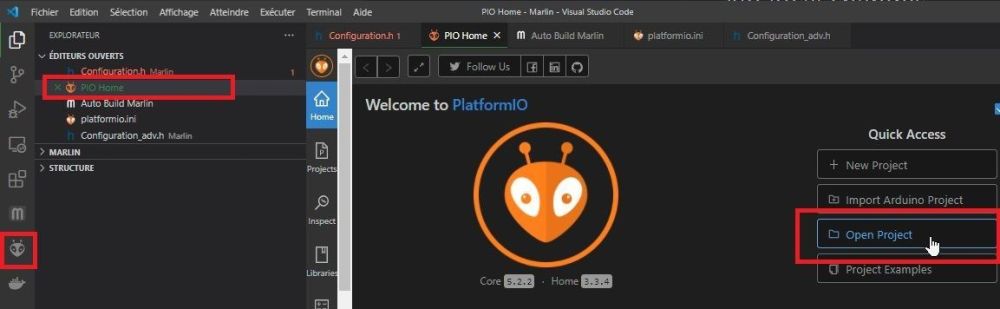 Fichier Edition Sélection Affichage Atteindre Exécuter Terminal Aide
PIO Home - Marlin - Visual Studio Code
EXPLORATEUR
ÉDITEURS OUVERTS
Configuration.h Marlin 1
PIO Home
Auto Build Marlin
platformio.ini
Configuration_adv.h Marlin
MARLIN
STRUCTURE
Configuration.h 1
PIO Home
Auto Build Marlin
platformio.ini
Configuration_adv.h
Follow Us
Home
Projects
Inspect
Libraries
Welcome to PlatformIO
Core 5.2.2 · Home 3.3.4
Quick Access
New Project
Import Arduino Project
Open Project
Project Examples